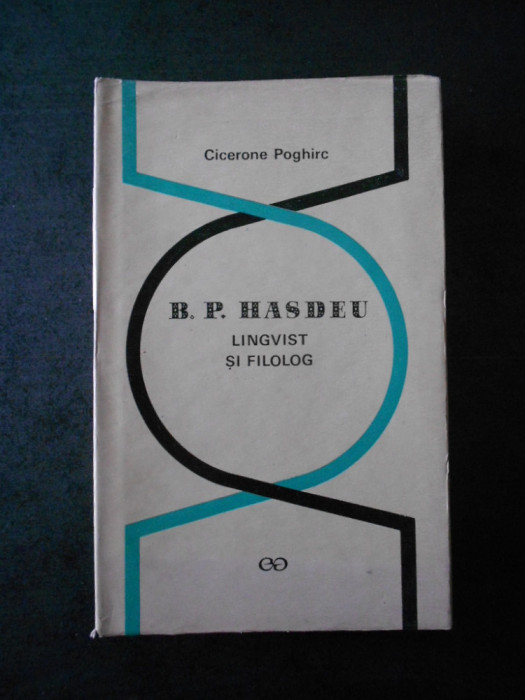 Cicerone Poghirc
B. P. HASDEU
LINGVIST
ȘI FILOLOG